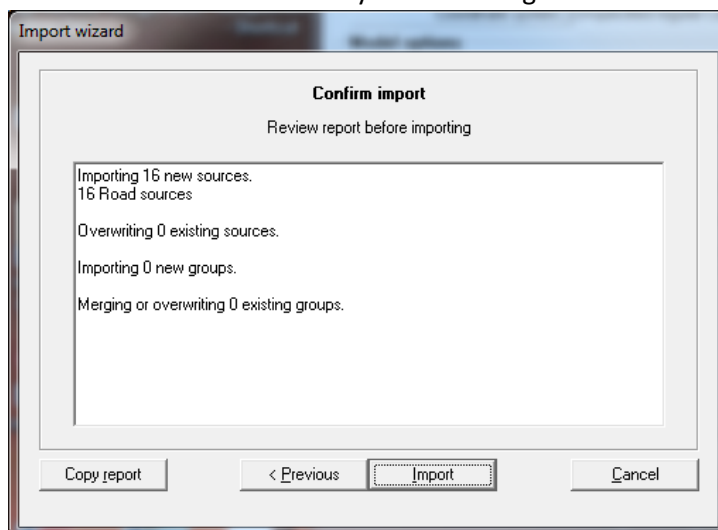 Import wizard
Confirm import
Review report before importing
Importing 16 new sources.
16 Road sources
Overwriting 0 existing sources.
Importing 0 new groups.
Merging or overwriting 0 existing groups.
Copy report
< Previous
Import
Cancel